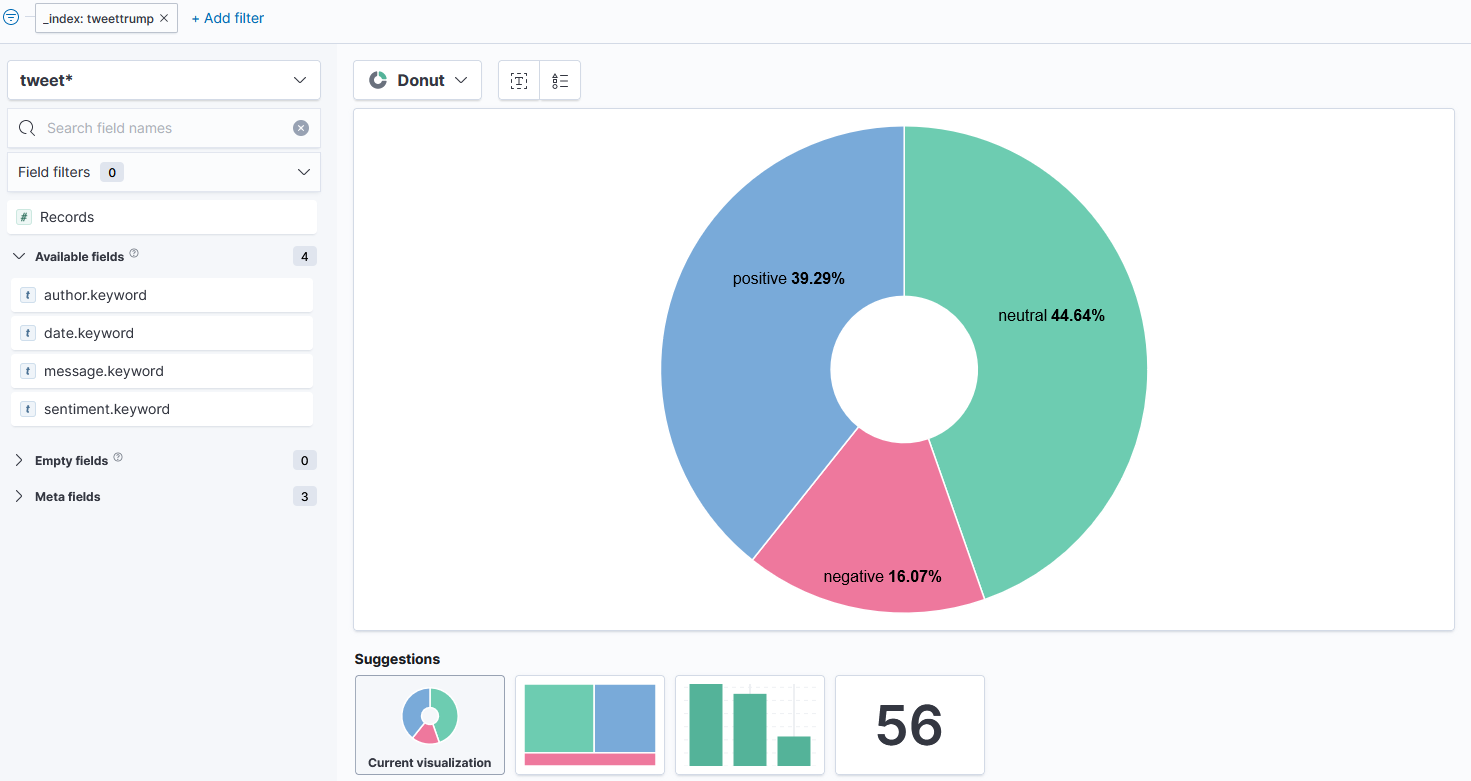 _index: tweettrump ×
+ Add filter
tweet*
Donut
Search field names
Field filters 0
# Records
Available fields 4
t author.keyword
t date.keyword
t message.keyword
t sentiment.keyword
Empty fields 0
Meta fields 3
positive 39.29%
neutral 44.64%
negative 16.07%
Suggestions
Current visualization
56